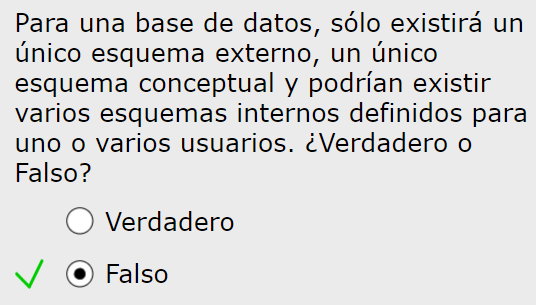 Para una base de datos, sólo existirá un
único esquema externo, un único
esquema conceptual y podrían existir
varios esquemas internos definidos para
uno o varios usuarios. ¿Verdadero o
Falso?
Verdadero
Falso